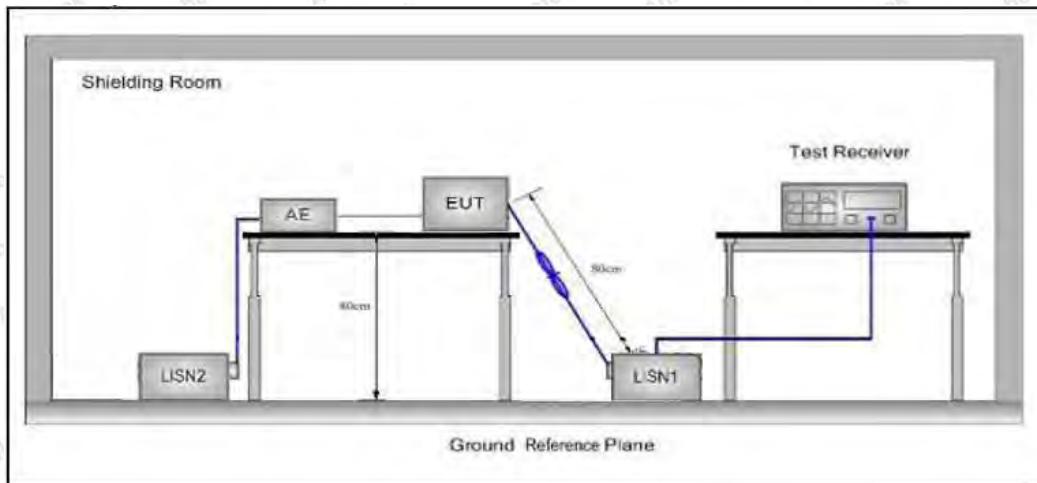 Shielding Room
Test Receiver
AE
EUT
80cm
80cm
LISN2
LISN1
Ground Reference Plane